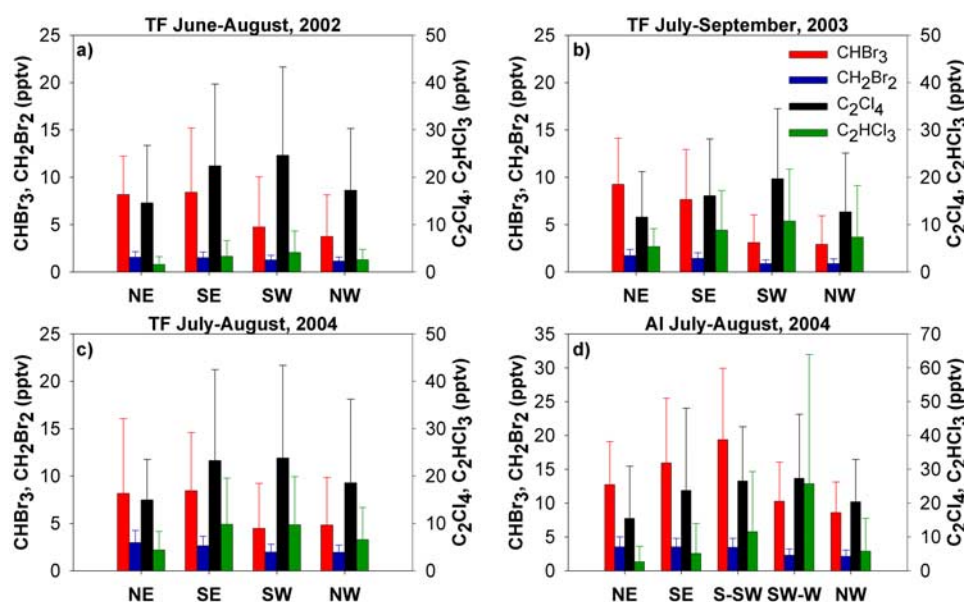 TF June-August, 2002
a)
CHBr3, CH2Br2 (pptv)
25
20
15
10
5
0
50
40
30
20
10
0
C2Cl4, C2HCl3 (pptv)
NE SE SW NW
TF July-September, 2003
b)
CHBr3
CH2Br2
C2Cl4
C2HCl3
CHBr3, CH2Br2 (pptv)
25
20
15
10
5
0
50
40
30
20
10
0
C2Cl4, C2HCl3 (pptv)
NE SE SW NW
TF July-August, 2004
c)
CHBr3, CH2Br2 (pptv)
25
20
15
10
5
0
50
40
30
20
10
0
C2Cl4, C2HCl3 (pptv)
NE SE SW NW
AI July-August, 2004
d)
CHBr3, CH2Br2 (pptv)
35
30
25
20
15
10
5
0
70
60
50
40
30
20
10
0
C2Cl4, C2HCl3 (pptv)
NE SE S-SW SW-W NW